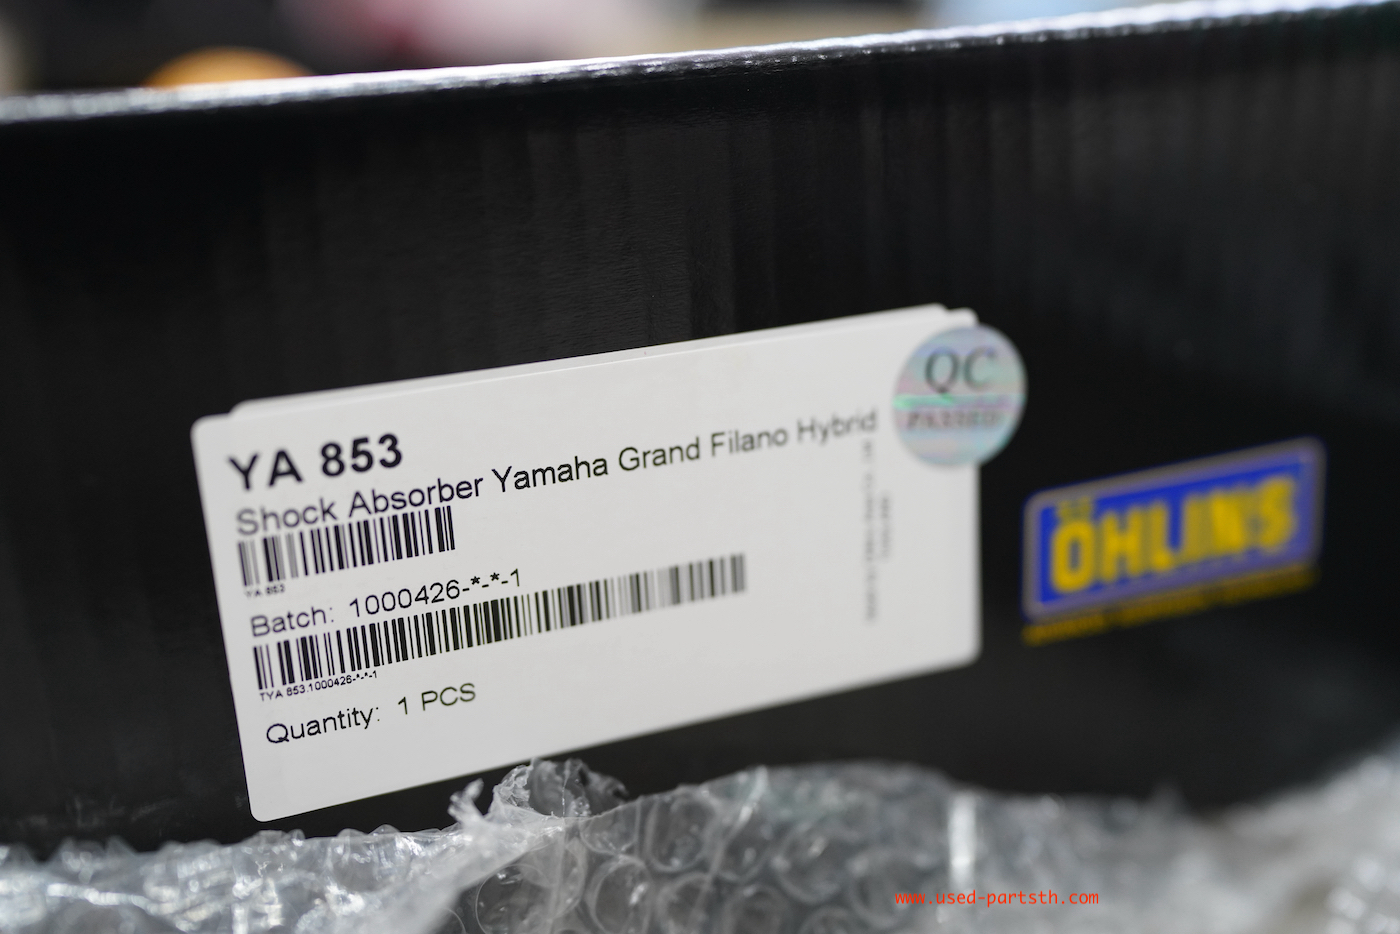 YA 853
Shock Absorber Yamaha Grand Filano Hybrid
YA 853
Batch: 1000426-*-*-1
TYA 853.1000426-*-*-1
Quantity: 1 PCS
QC
PASSED
ÖHLINS
www.used-partsth.com